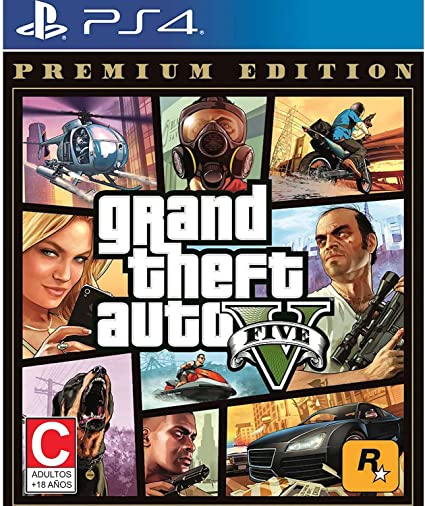 PS4
PREMIUM EDITION
grand
theft
auto V
FIVE
C
ADULTOS
+18 AÑOS
R